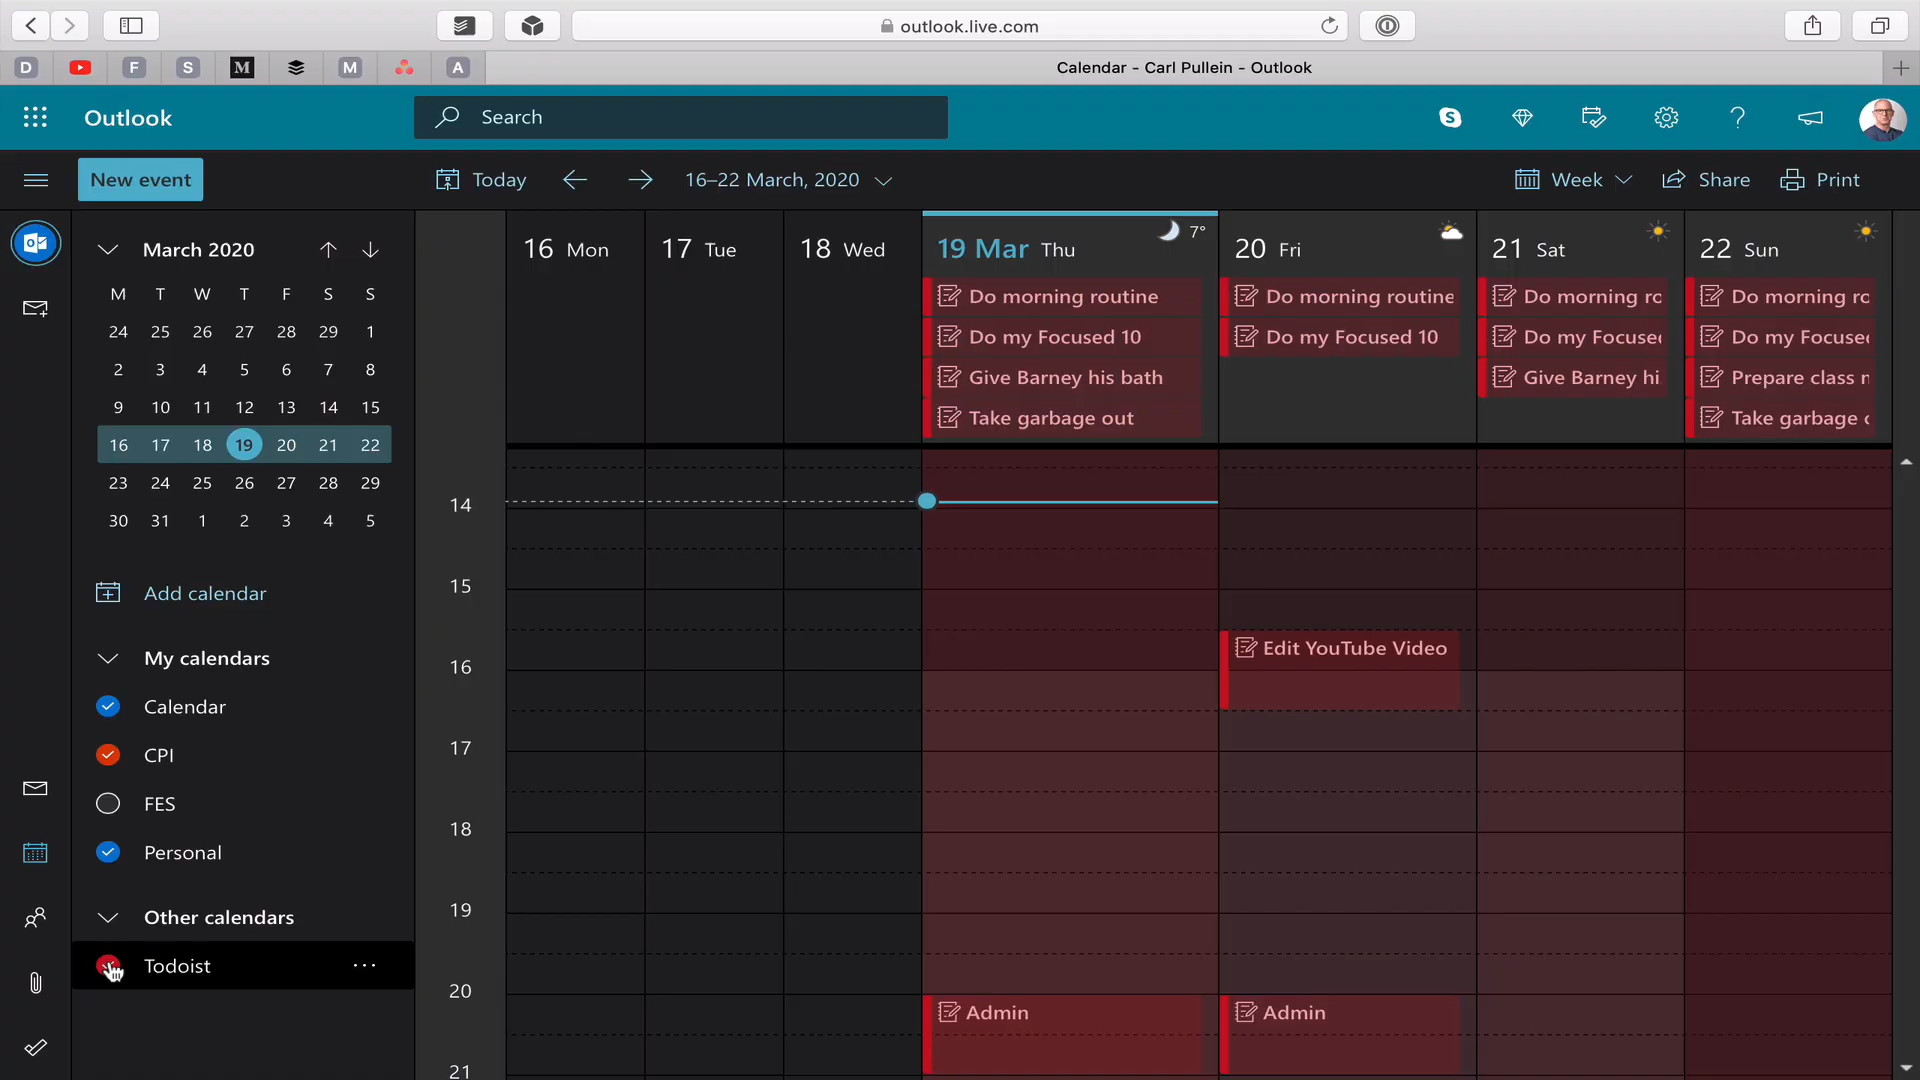 outlook.live.com
D
F
S
M
M
A
Calendar - Carl Pullein - Outlook
Outlook
Search
S
New event
Today
16–22 March, 2020
Week
Share
Print
March 2020
M T W T F S S
24 25 26 27 28 29 1
2 3 4 5 6 7 8
9 10 11 12 13 14 15
16 17 18 19 20 21 22
23 24 25 26 27 28 29
30 31 1 2 3 4 5
Add calendar
My calendars
Calendar
CPI
FES
Personal
Other calendars
Todoist
16 Mon
17 Tue
18 Wed
19 Mar Thu
7°
20 Fri
21 Sat
22 Sun
Do morning routine
Do my Focused 10
Give Barney his bath
Take garbage out
Do morning routine
Do my Focused 10
Do morning ro
Do my Focused
Give Barney hi
Do morning ro
Do my Focused
Prepare class
Take garbage
14
15
16
17
18
19
20
21
Edit YouTube Video
Admin
Admin